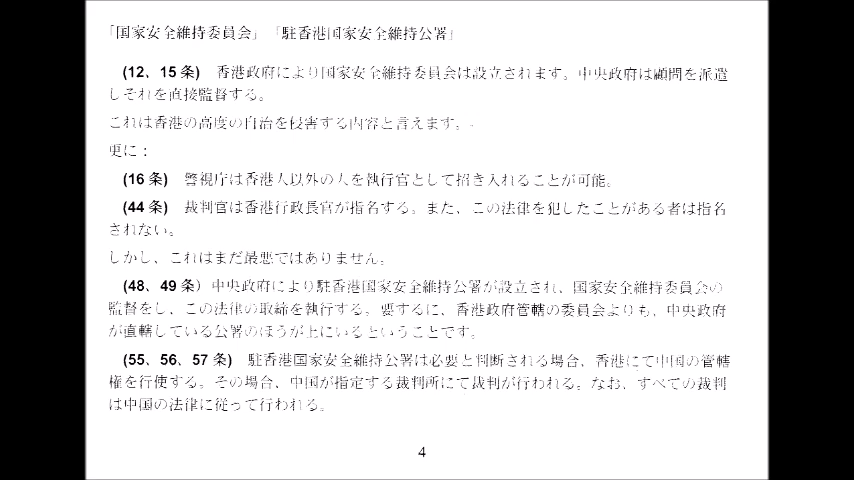 「国家安全維持委員会」「駐香港国家安全維持公署」
(12、15 条) 香港政府により国家安全維持委員会は設立されます。中央政府は顧問を派遣
しそれを直接監督する。
これは香港の高度の自治を侵害する内容と言えます。
更に：
(16 条) 警視庁は香港人以外の人を執行官として招き入れることが可能。
(44 条) 裁判官は香港行政長官が指名する。また、この法律を犯したことがある者は指名
されない。
しかし、これはまだ最悪ではありません。
(48、49 条) 中央政府により駐香港国家安全維持公署が設立され、国家安全維持委員会の
監督をし、この法律の取締を執行する。要するに、香港政府管轄の委員会よりも、中央政府
が直轄している公署のほうが上にいるということです。
(55、56、57 条) 駐香港国家安全維持公署は必要と判断される場合、香港にて中国の管轄
権を行使する。その場合、中国が指定する裁判所にて裁判が行われる。なお、すべての裁判
は中国の法律に従って行われる。
4